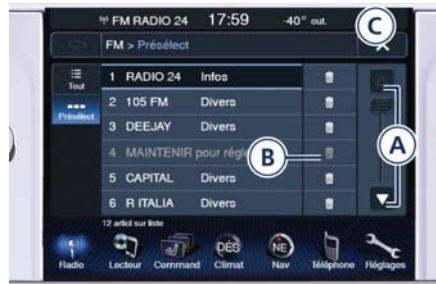 FM RADIO 24 17:59 -40° out.
C
FM > Présélect
Tout
1 RADIO 24 Infos
Présélect
2 105 FM Divers
3 DEEJAY Divers
A
4 MAINTENIR pour régl
B
5 CAPITAL Divers
6 R ITALIA Divers
12 articl sur liste
Radio Lecteur Command DÉS Climat NE Nav Téléphone Réglages